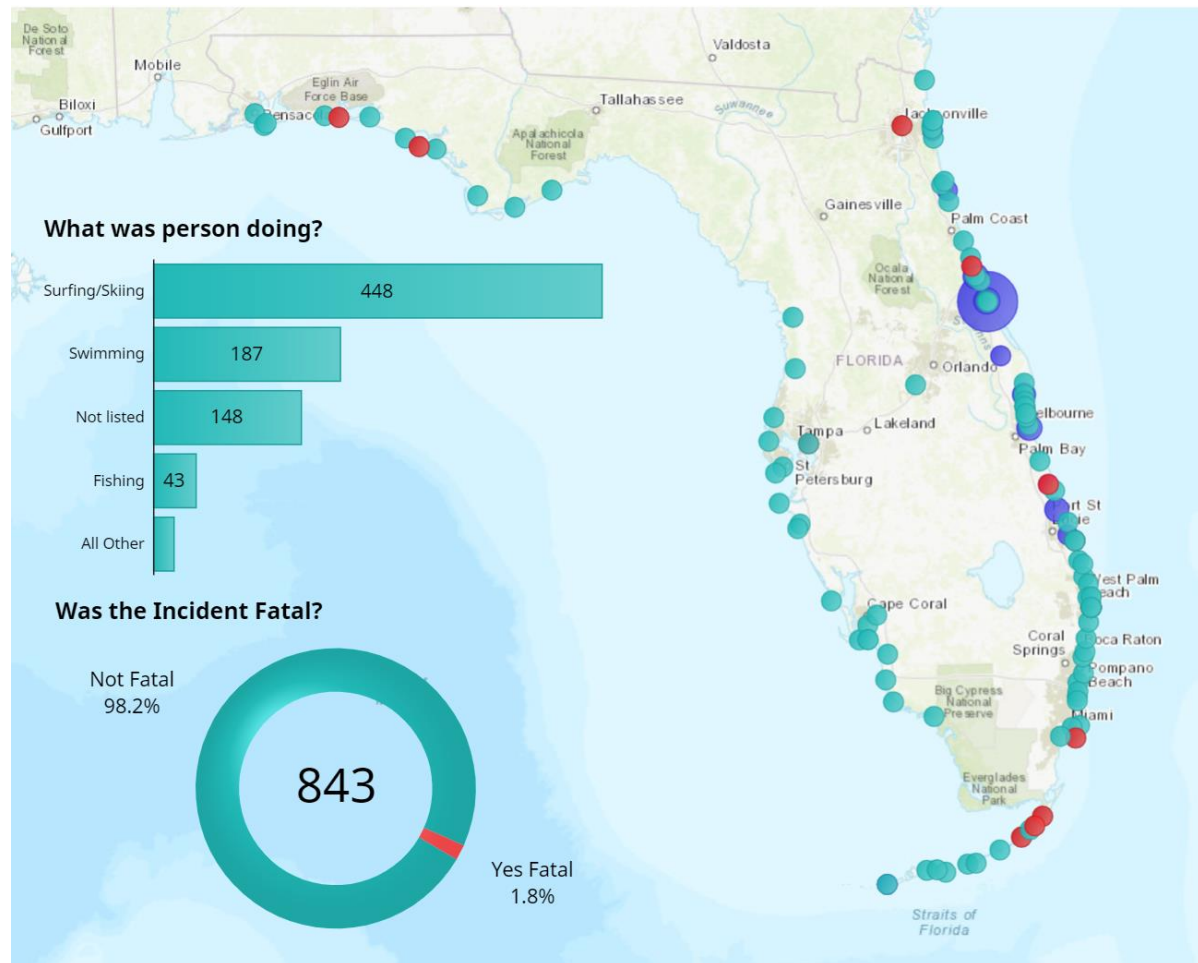 De Soto
National
Forest
Mobile
Biloxi
Gulfport
Eglin Air
Force Base
Valdosta
Tallahassee
Suwannee
Apalachicola
National
Forest
Gainesville
Palm Coast
Ocala
National
Forest
FLORIDA
Orlando
Tampa
Lakeland
Palm Bay
St
Petersburg
Cape Coral
Coral
Springs
Pompano
Beach
Big Cypress
National
Preserve
Miami
Everglades
National
Park
Straits of
Florida
What was person doing?
Surfing/Skiing
448
Swimming
187
Not listed
148
Fishing
43
All Other
Was the Incident Fatal?
Not Fatal
98.2%
843
Yes Fatal
1.8%